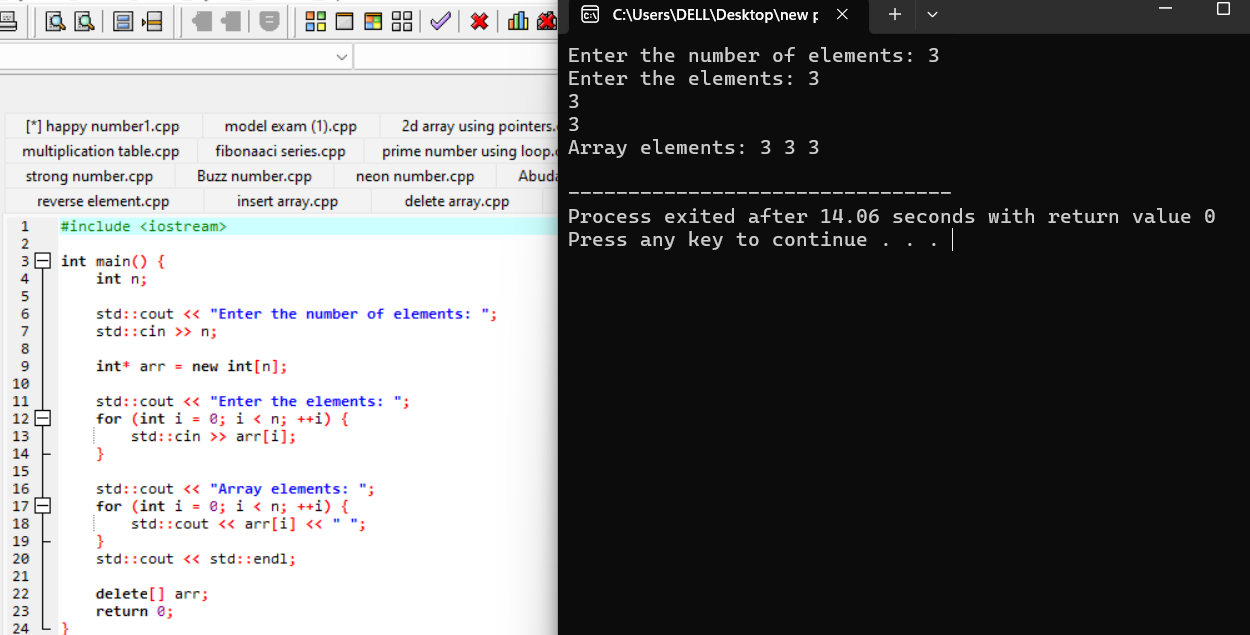 [*] happy number1.cpp model exam (1).cpp 2d array using pointers.
multiplication table.cpp fibonaaci series.cpp prime number using loop.
strong number.cpp Buzz number.cpp neon number.cpp Abuda
reverse element.cpp insert array.cpp delete array.cpp
1 #include <iostream>
2
3 int main() {
4 int n;
5
6 std::cout << "Enter the number of elements: ";
7 std::cin >> n;
8
9 int* arr = new int[n];
10
11 std::cout << "Enter the elements: ";
12 for (int i = 0; i < n; ++i) {
13 std::cin >> arr[i];
14 }
15
16 std::cout << "Array elements: ";
17 for (int i = 0; i < n; ++i) {
18 std::cout << arr[i] << " ";
19 }
20 std::cout << std::endl;
21
22 delete[] arr;
23 return 0;
24 }
C:\Users\DELL\Desktop\new p
Enter the number of elements: 3
Enter the elements: 3
3
3
Array elements: 3 3 3
--------------------------------
Process exited after 14.06 seconds with return value 0
Press any key to continue . . .